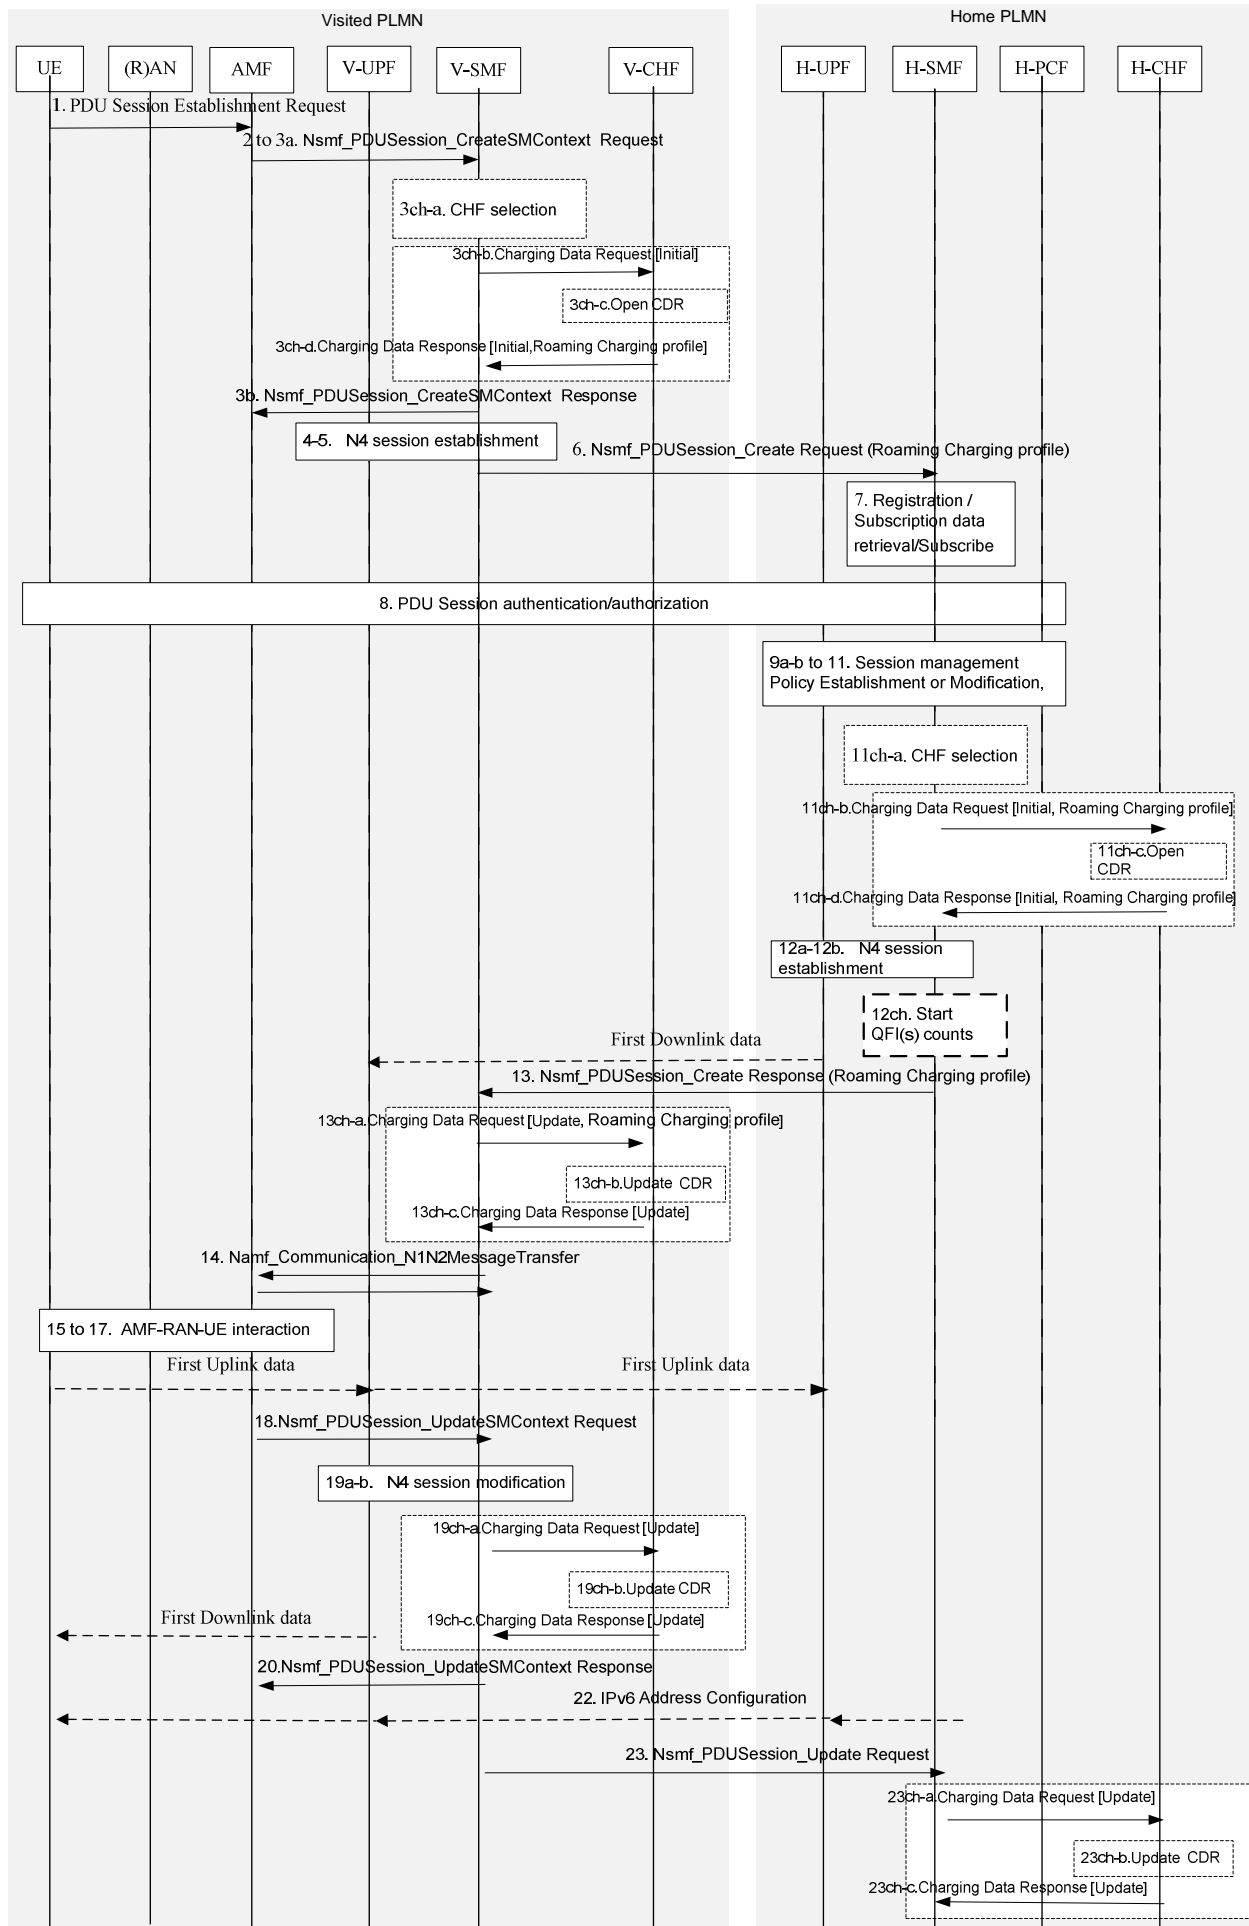 Visited PLMN
Home PLMN
UE
(R)AN
AMF
V-UPF
V-SMF
V-CHF
H-UPF
H-SMF
H-PCF
H-CHF
1. PDU Session Establishment Request
2 to 3a. Nsmf_PDUSession_CreateSMContext Request
3ch-a. CHF selection
3ch-b.Charging Data Request [Initial]
3ch-c.Open CDR
3ch-d.Charging Data Response [Initial,Roaming Charging profile]
3b. Nsmf_PDUSession_CreateSMContext Response
4-5. N4 session establishment
6. Nsmf_PDUSession_Create Request (Roaming Charging profile)
7. Registration /
Subscription data
retrieval/Subscribe
8. PDU Session authentication/authorization
9a-b to 11. Session management
Policy Establishment or Modification,
11ch-a. CHF selection
11ch-b.Charging Data Request [Initial, Roaming Charging profile]
11ch-c.Open
CDR
11ch-d.Charging Data Response [Initial, Roaming Charging profile]
12a-12b. N4 session
establishment
12ch. Start
QFI(s) counts
First Downlink data
13. Nsmf_PDUSession_Create Response (Roaming Charging profile)
13ch-a.Charging Data Request [Update, Roaming Charging profile]
13ch-b.Update CDR
13ch-c.Charging Data Response [Update]
14. Namf_Communication_N1N2MessageTransfer
15 to 17. AMF-RAN-UE interaction
First Uplink data
First Uplink data
18.Nsmf_PDUSession_UpdateSMContext Request
19a-b. N4 session modification
19ch-a.Charging Data Request [Update]
19ch-b.Update CDR
19ch-c.Charging Data Response [Update]
First Downlink data
20.Nsmf_PDUSession_UpdateSMContext Response
22. IPv6 Address Configuration
23. Nsmf_PDUSession_Update Request
23ch-a.Charging Data Request [Update]
23ch-b.Update CDR
23ch-c.Charging Data Response [Update]